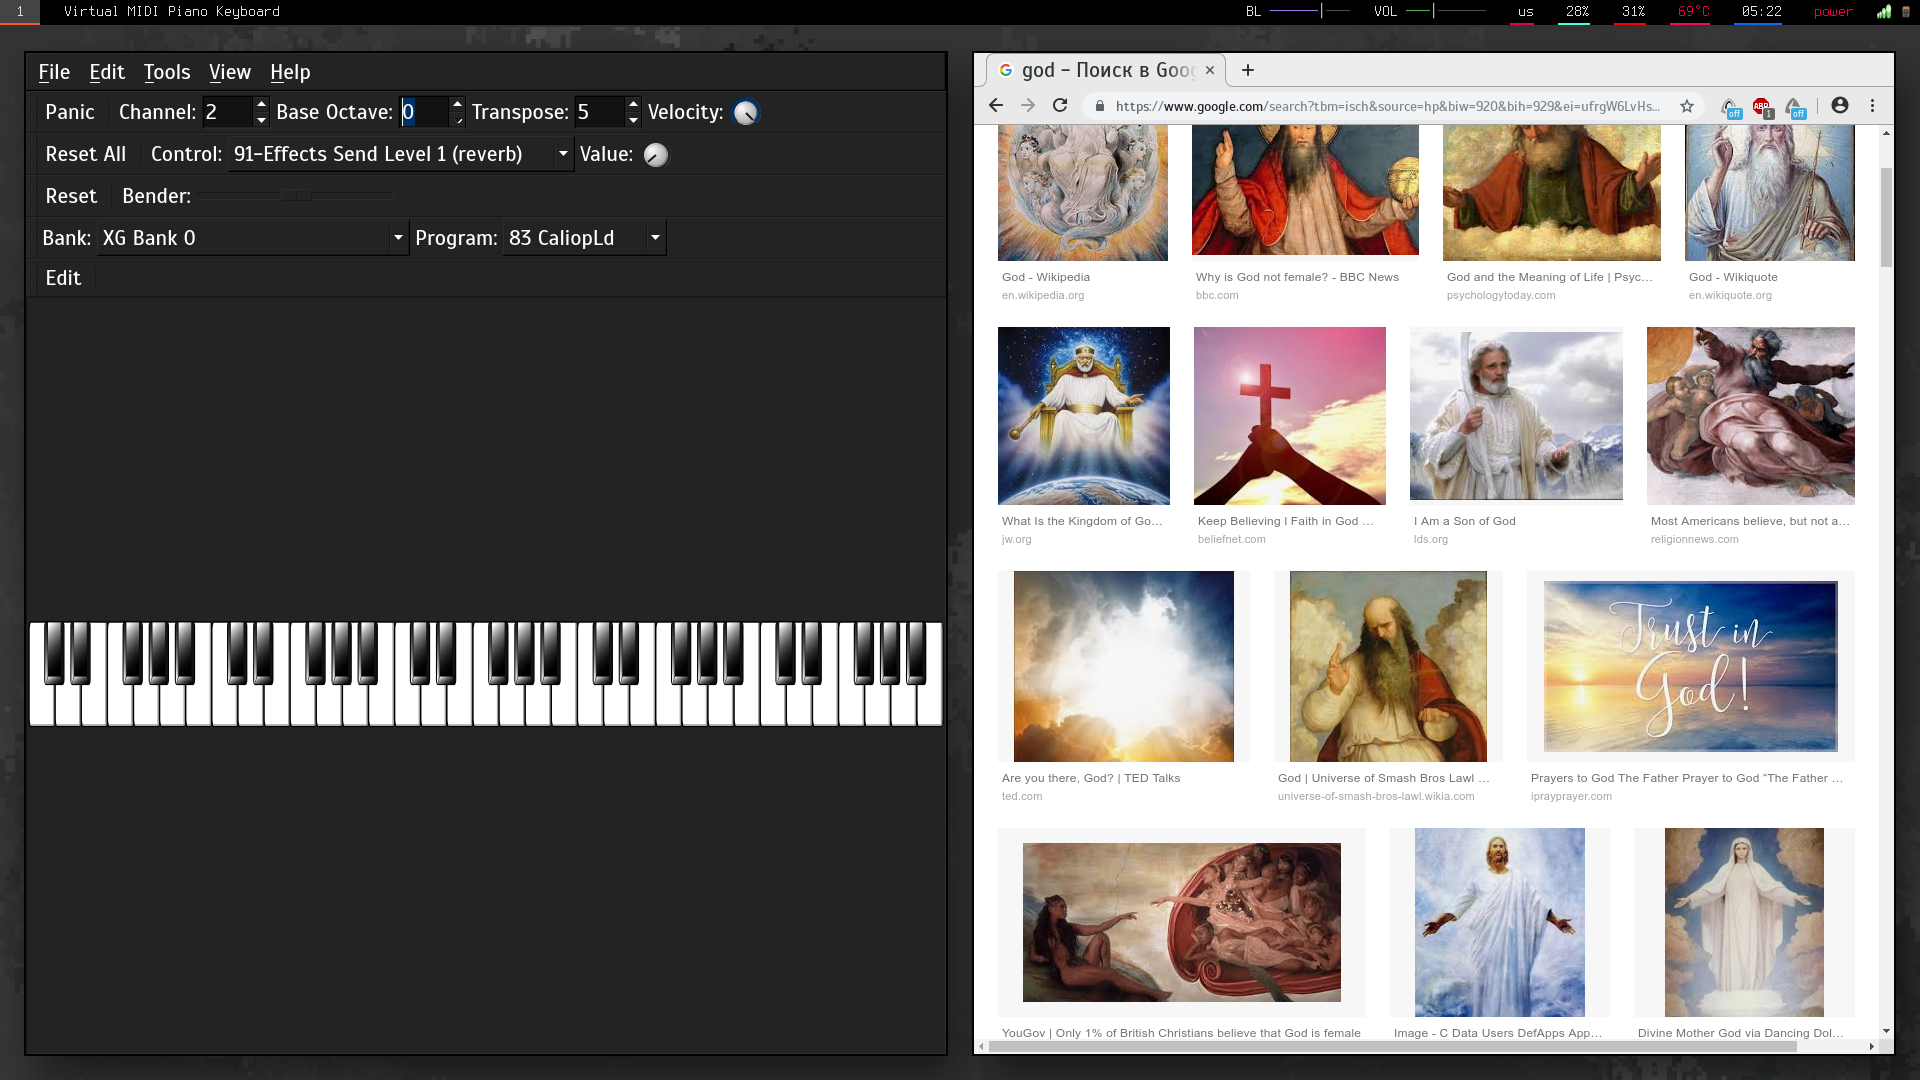 1 Virtual MIDI Piano Keyboard BL VOL us 28% 31% 69°C 05:22 power
File Edit Tools View Help
Panic Channel: 2 Base Octave: 0 Transpose: 5 Velocity:
Reset All Control: 91-Effects Send Level 1 (reverb) Value:
Reset Bender:
Bank: XG Bank 0 Program: 83 CaliopLd
Edit
god - Поиск в Goog
https://www.google.com/search?tbm=isch&source=hp&biw=920&bih=929&ei=ufrgW6LvHs...
off ABP 1 off
God - Wikipedia
en.wikipedia.org
Why is God not female? - BBC News
bbc.com
God and the Meaning of Life | Psyc...
psychologytoday.com
God - Wikiquote
en.wikiquote.org
What Is the Kingdom of Go...
jw.org
Keep Believing l Faith in God ...
beliefnet.com
I Am a Son of God
lds.org
Most Americans believe, but not a...
religionnews.com
Trust in
God!
Are you there, God? | TED Talks
ted.com
God | Universe of Smash Bros Lawl ...
universe-of-smash-bros-lawl.wikia.com
Prayers to God The Father Prayer to God “The Father ...
iprayprayer.com
YouGov | Only 1% of British Christians believe that God is female
Image - C Data Users DefApps App...
Divine Mother God via Dancing Dol...